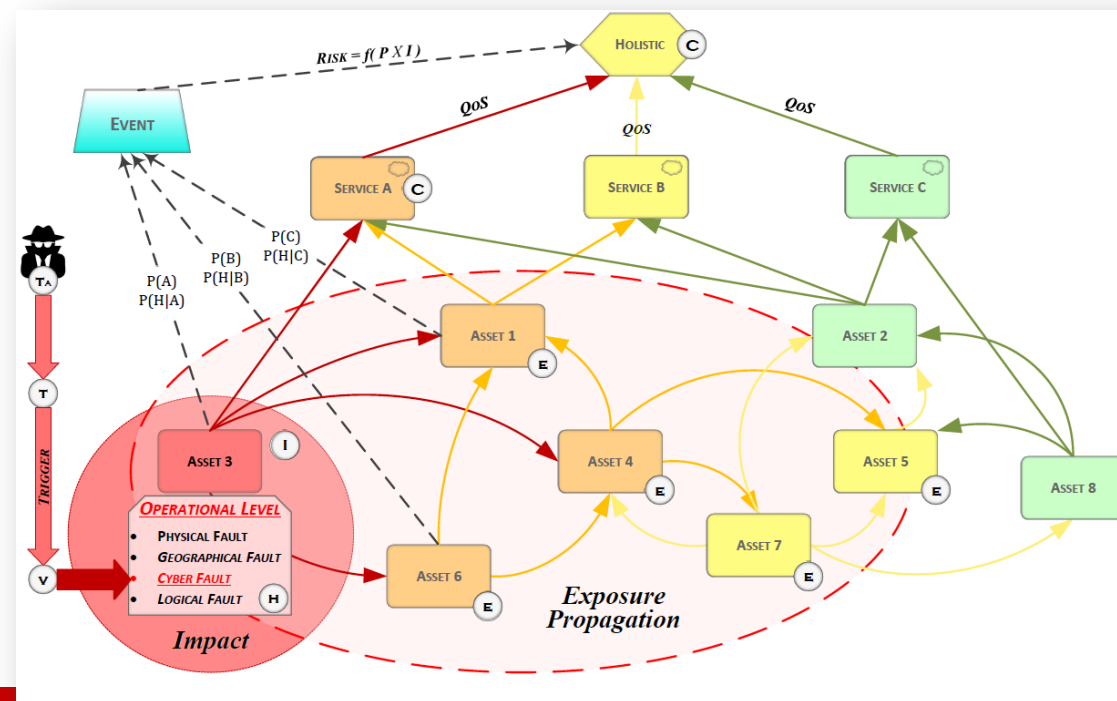 HOLISTIC
C
RISK = f( P X I )
QOS
QOS
QOS
EVENT
SERVICE A
C
SERVICE B
SERVICE C
P(C)
P(H|C)
P(B)
P(H|B)
P(A)
P(H|A)
TA
T
TRIGGER
V
ASSET 1
E
ASSET 2
ASSET 3
I
ASSET 4
E
ASSET 5
E
ASSET 8
OPERATIONAL LEVEL
• PHYSICAL FAULT
• GEOGRAPHICAL FAULT
• CYBER FAULT
• LOGICAL FAULT
H
ASSET 6
E
ASSET 7
E
Impact
Exposure
Propagation